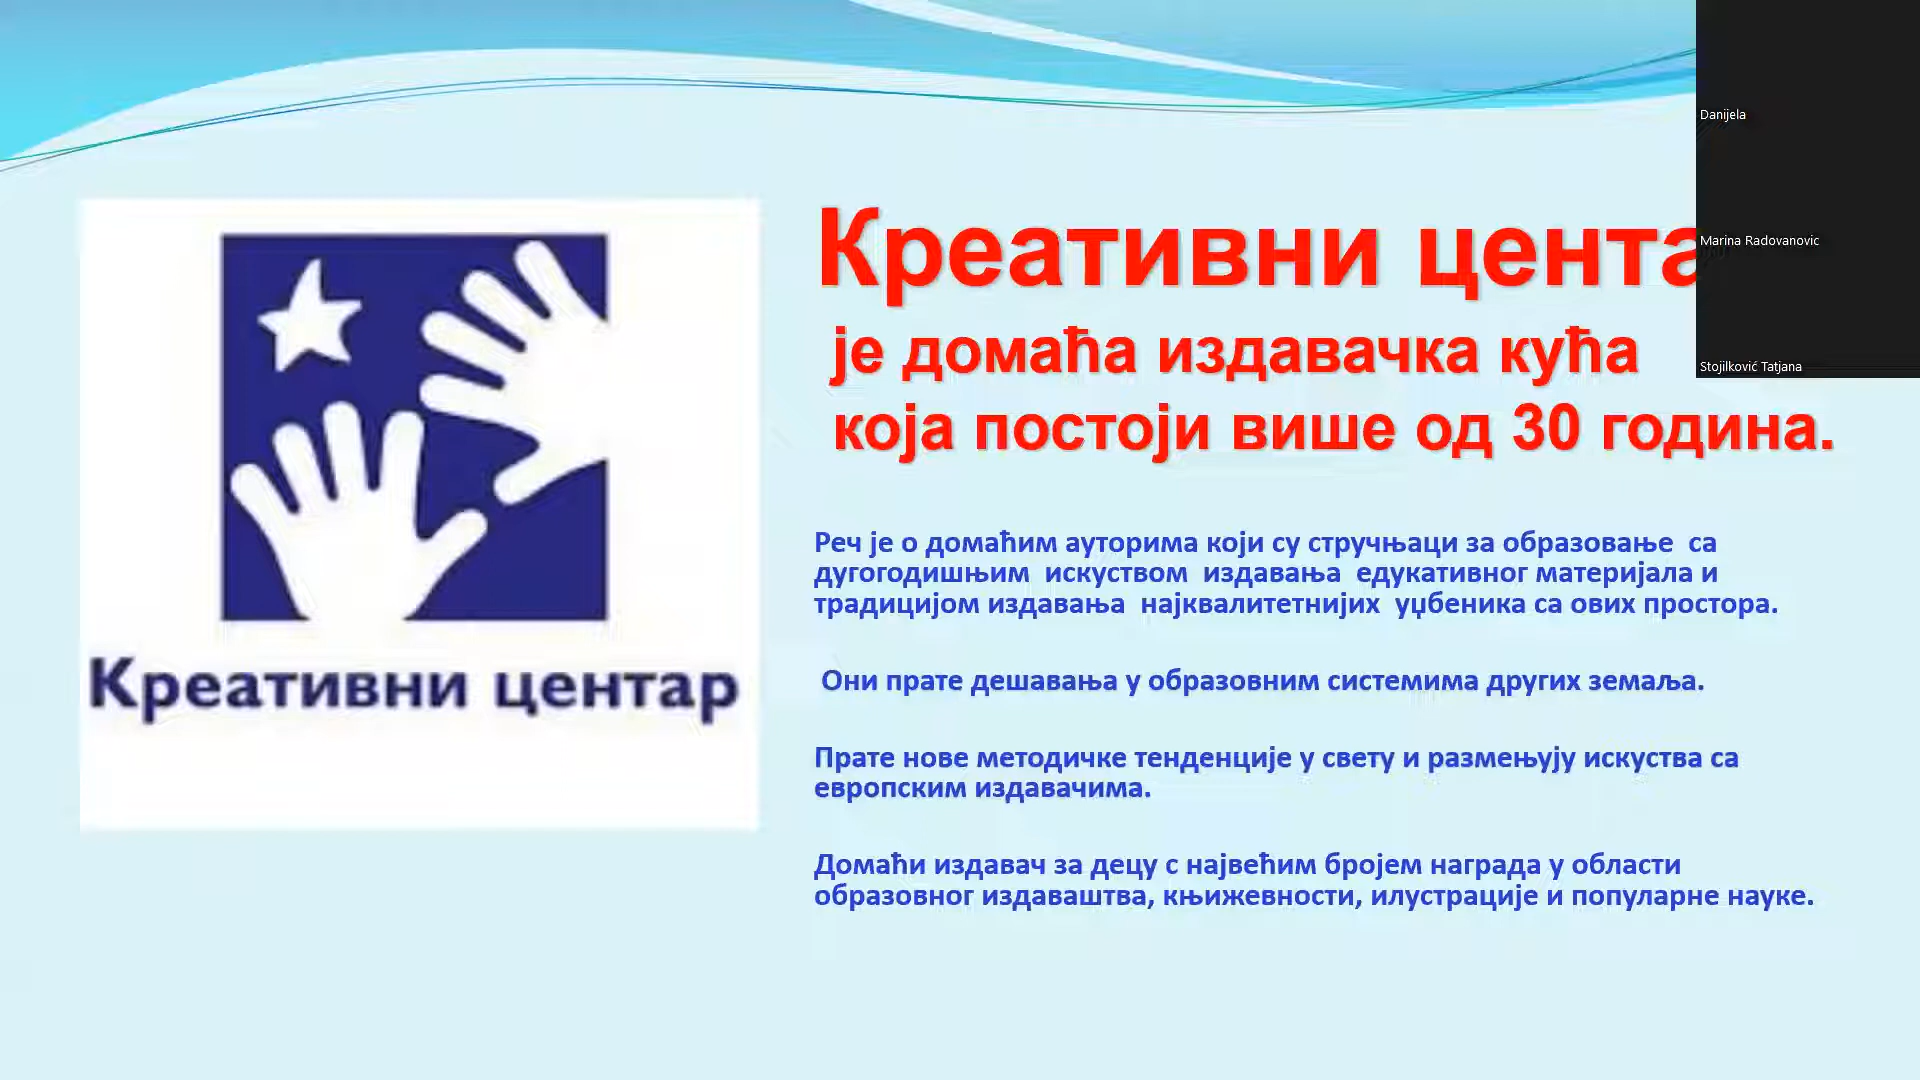 Креативни центар
Креативни цента
је домаћа издавачка кућа
која постоји више од 30 година.
Реч је о домаћим ауторима који су стручњаци за образовање са
дугогодишњим искуством издавања едукативног материјала и
традицијом издавања најквалитетнијих уџбеника са ових простора.
Они прате дешавања у образовним системима других земаља.
Прате нове методичке тенденције у свету и размењују искуства са
европским издавачима.
Домаћи издавач за децу с највећим бројем награда у области
образовног издаваштва, књижевности, илустрације и популарне науке.
Danijela
Marina Radovanovic
Stojilković Tatjana